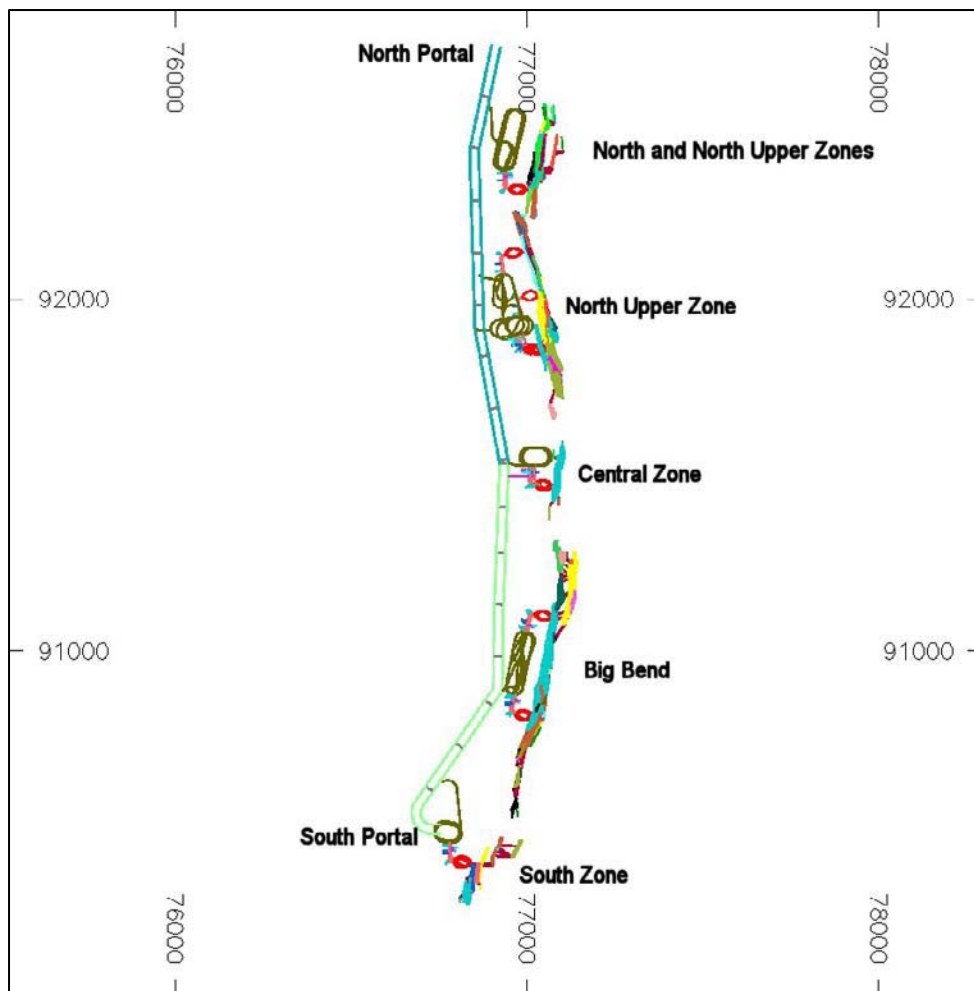 76000
77000
78000
North Portal
North and North Upper Zones
92000
92000
North Upper Zone
Central Zone
91000
91000
Big Bend
South Portal
South Zone
76000
77000
78000